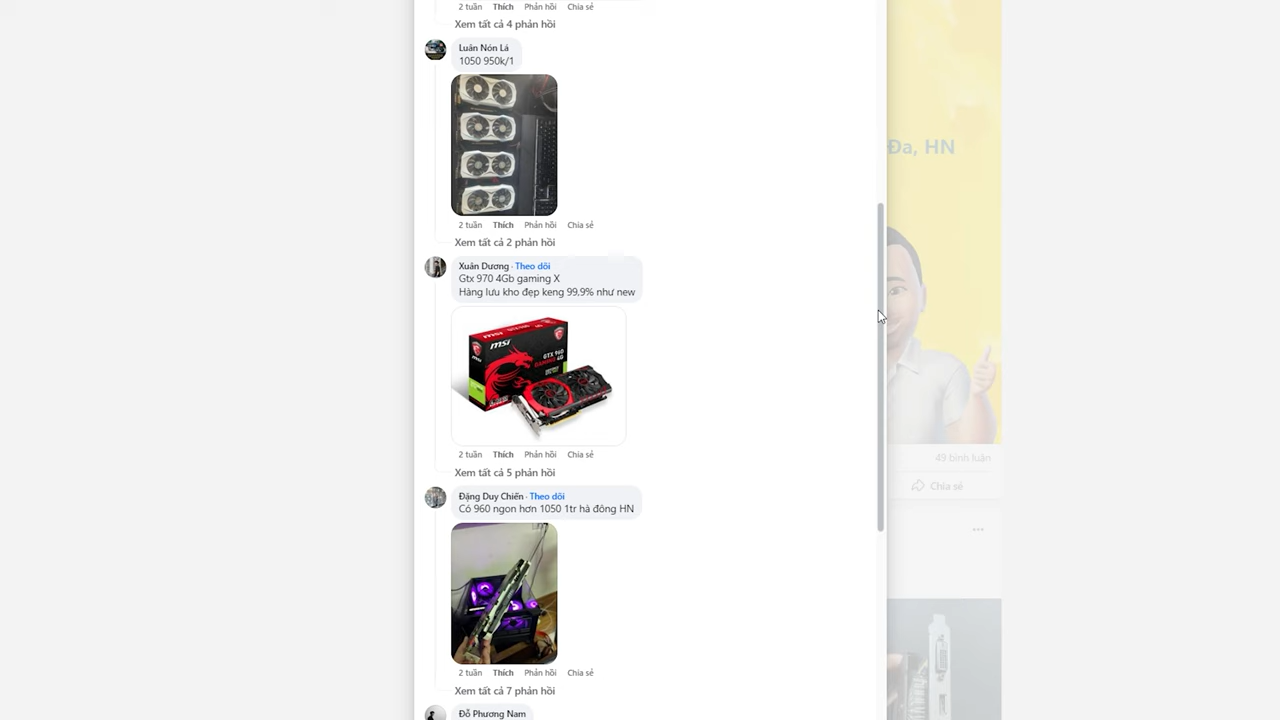 2 tuần Thích Phản hồi Chia sẻ
Xem tất cả 4 phản hồi
Luân Nón Lá
1050 950k/1
2 tuần Thích Phản hồi Chia sẻ
Xem tất cả 2 phản hồi
Xuân Dương · Theo dõi
Gtx 970 4Gb gaming X
Hàng lưu kho đẹp keng 99,9% như new
msi
GTX 960
GAMING 4G
2 tuần Thích Phản hồi Chia sẻ
Xem tất cả 5 phản hồi
Đặng Duy Chiến · Theo dõi
Có 960 ngon hơn 1050 1tr hà đông HN
2 tuần Thích Phản hồi Chia sẻ
Xem tất cả 7 phản hồi
Đỗ Phương Nam
Đa, HN
49 bình luận
Chia sẻ